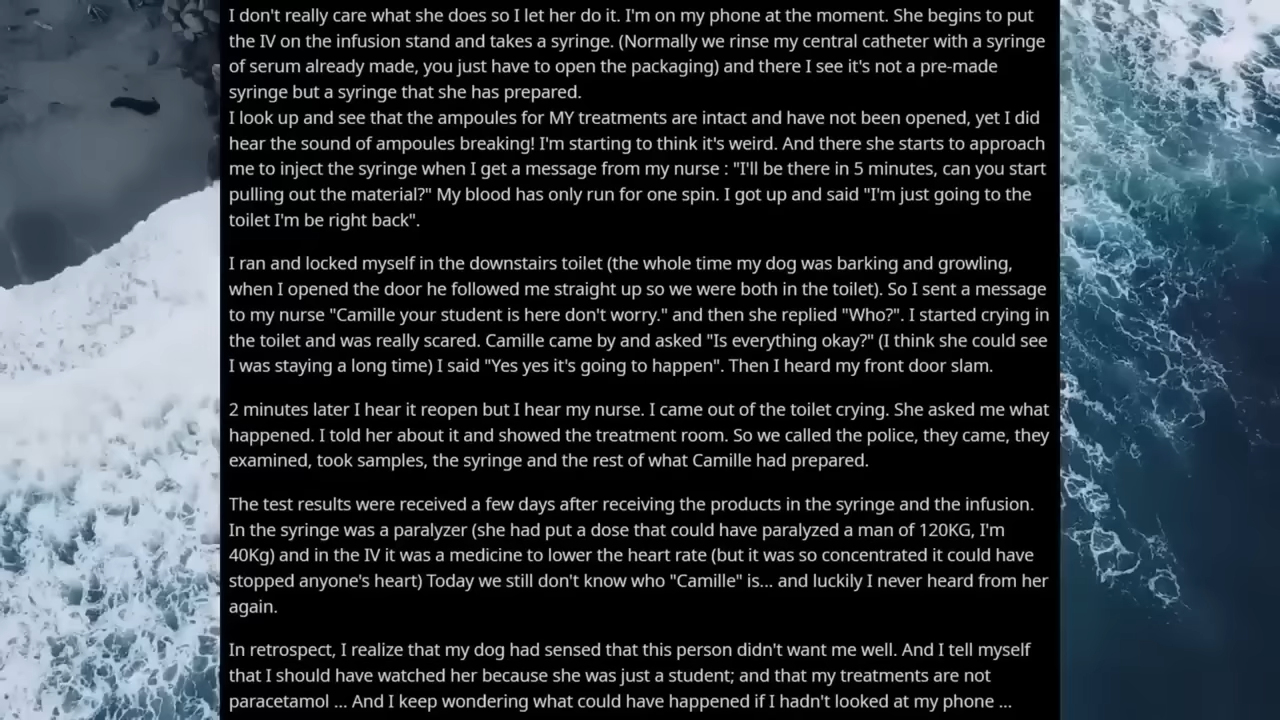 I don't really care what she does so I let her do it. I'm on my phone at the moment. She begins to put
the IV on the infusion stand and takes a syringe. (Normally we rinse my central catheter with a syringe
of serum already made, you just have to open the packaging) and there I see it's not a pre-made
syringe but a syringe that she has prepared.
I look up and see that the ampoules for MY treatments are intact and have not been opened, yet I did
hear the sound of ampoules breaking! I'm starting to think it's weird. And there she starts to approach
me to inject the syringe when I get a message from my nurse : "I'll be there in 5 minutes, can you start
pulling out the material?" My blood has only run for one spin. I got up and said "I'm just going to the
toilet I'm be right back".
I ran and locked myself in the downstairs toilet (the whole time my dog was barking and growling,
when I opened the door he followed me straight up so we were both in the toilet). So I sent a message
to my nurse "Camille your student is here don't worry." and then she replied "Who?". I started crying in
the toilet and was really scared. Camille came by and asked "Is everything okay?" (I think she could see
I was staying a long time) I said "Yes yes it's going to happen". Then I heard my front door slam.
2 minutes later I hear it reopen but I hear my nurse. I came out of the toilet crying. She asked me what
happened. I told her about it and showed the treatment room. So we called the police, they came, they
examined, took samples, the syringe and the rest of what Camille had prepared.
The test results were received a few days after receiving the products in the syringe and the infusion.
In the syringe was a paralyzer (she had put a dose that could have paralyzed a man of 120KG, I'm
40Kg) and in the IV it was a medicine to lower the heart rate (but it was so concentrated it could have
stopped anyone's heart) Today we still don't know who "Camille" is... and luckily I never heard from her
again.
In retrospect, I realize that my dog had sensed that this person didn't want me well. And I tell myself
that I should have watched her because she was just a student; and that my treatments are not
paracetamol ... And I keep wondering what could have happened if I hadn't looked at my phone ...